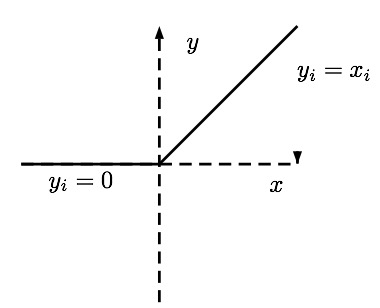 y
y_i = x_i
y_i = 0
x